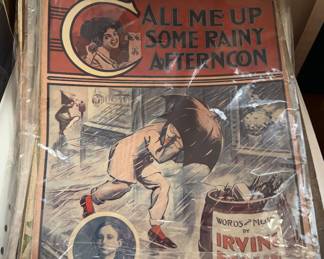 CALL ME UP
SOME RAINY
AFTERNOON
WORDS AND MUSIC
BY
IRVING